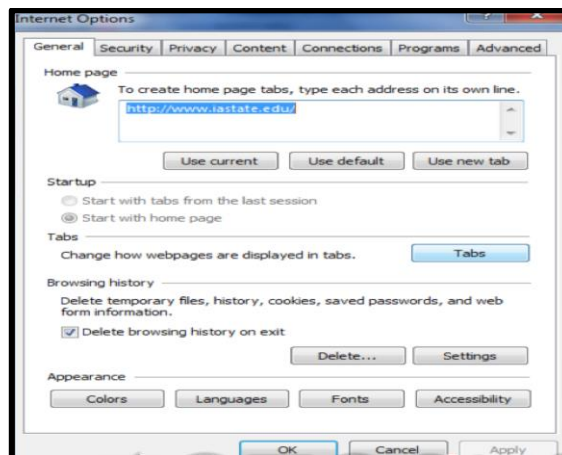 Internet Options
General Security Privacy Content Connections Programs Advanced
Home page
To create home page tabs, type each address on its own line.
http://www.iastate.edu/
Use current Use default Use new tab
Startup
Start with tabs from the last session
Start with home page
Tabs
Change how webpages are displayed in tabs. Tabs
Browsing history
Delete temporary files, history, cookies, saved passwords, and web
form information.
Delete browsing history on exit
Delete... Settings
Appearance
Colors Languages Fonts Accessibility
OK Cancel Apply